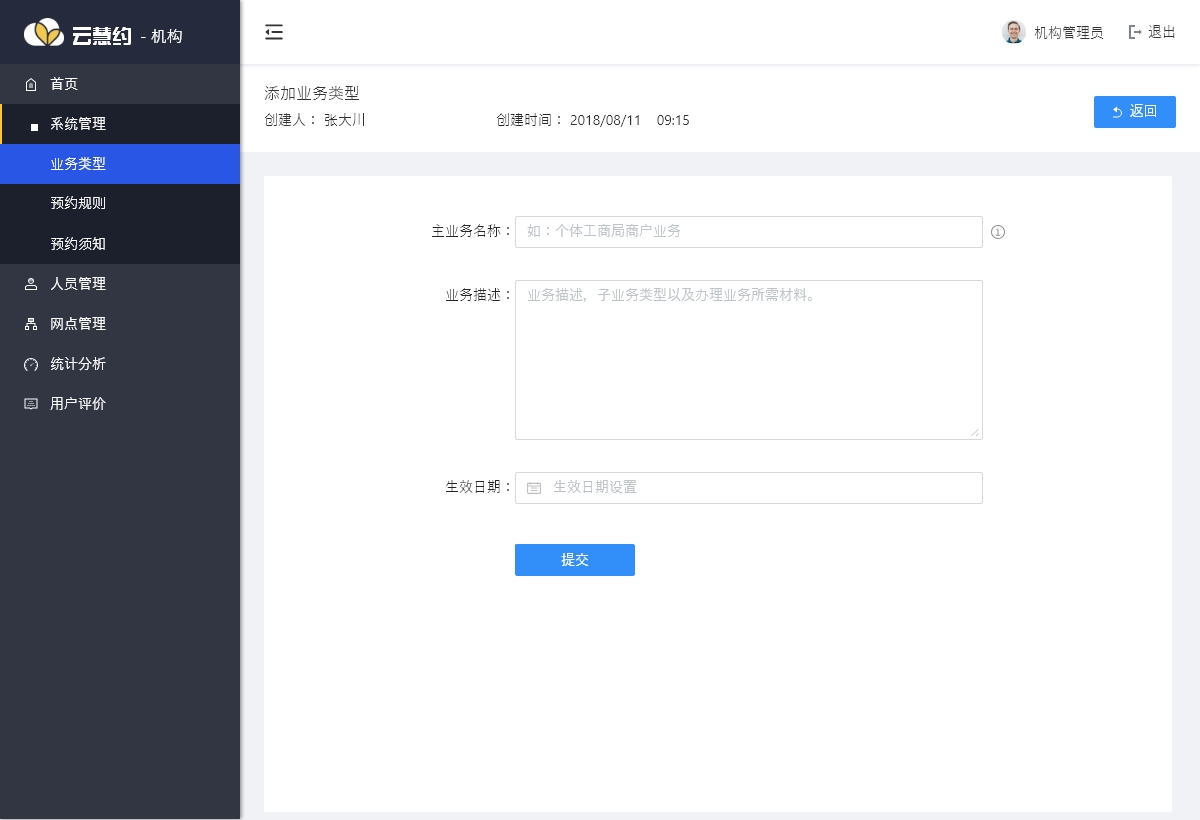 云慧约 - 机构
机构管理员 退出
首页
系统管理
业务类型
预约规则
预约须知
人员管理
网点管理
统计分析
用户评价
添加业务类型
创建人： 张大川 创建时间： 2018/08/11 09:15
返回
主业务名称： 如：个体工商局商户业务
业务描述： 业务描述，子业务类型以及办理业务所需材料。
生效日期： 生效日期设置
提交